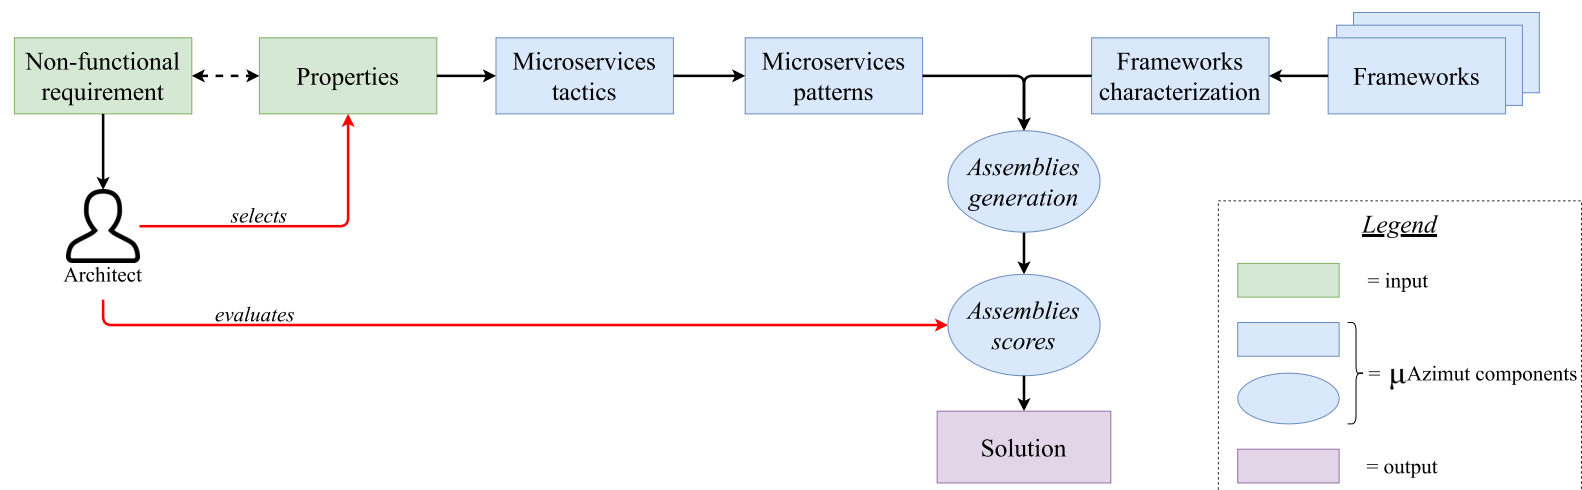 Non-functional
requirement
Properties
Microservices
tactics
Microservices
patterns
Frameworks
characterization
Frameworks
Assemblies
generation
selects
Architect
evaluates
Assemblies
scores
Solution
Legend
= input
= μAzimut components
= output